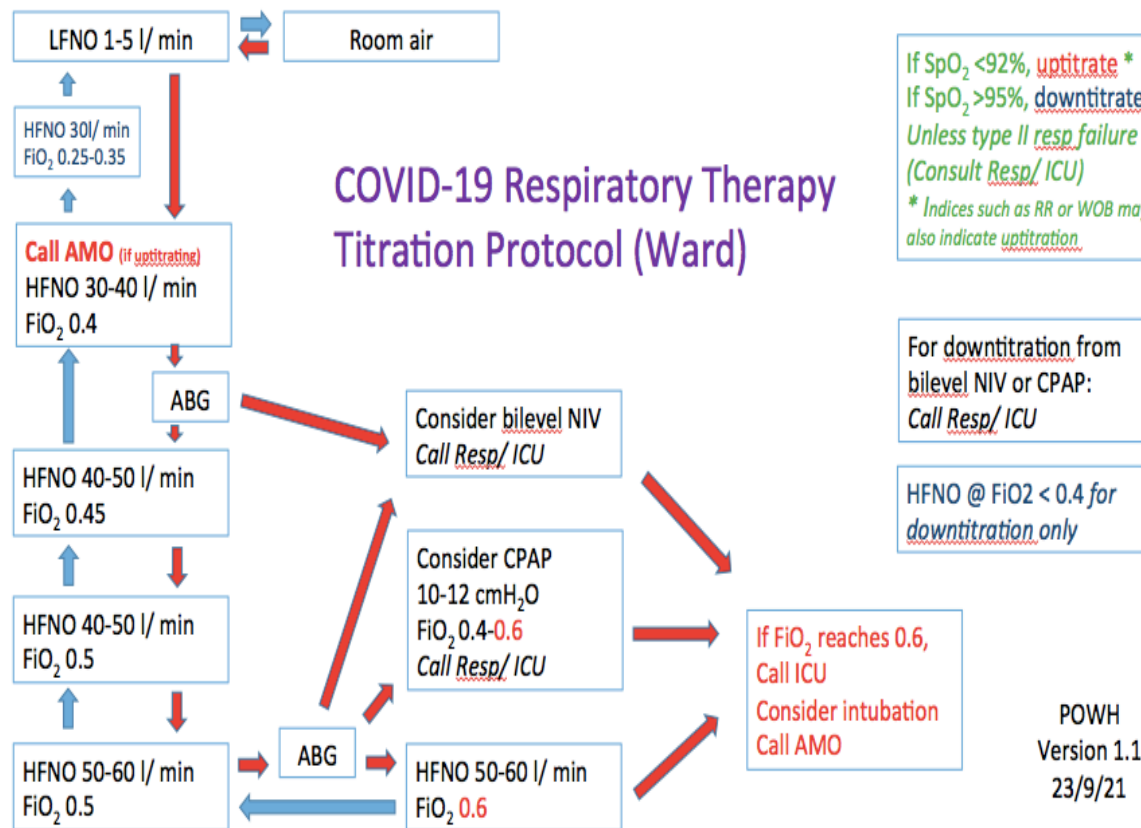 LFNO 1-5 l/ min
Room air
HFNO 30l/ min
FiO₂ 0.25-0.35
Call AMO (if uptitrating)
HFNO 30-40 l/ min
FiO₂ 0.4
ABG
HFNO 40-50 l/ min
FiO₂ 0.45
HFNO 40-50 l/ min
FiO₂ 0.5
HFNO 50-60 l/ min
FiO₂ 0.5
COVID-19 Respiratory Therapy
Titration Protocol (Ward)
Consider bilevel NIV
Call Resp/ ICU
Consider CPAP
10-12 cmH₂O
FiO₂ 0.4-0.6
Call Resp/ ICU
ABG
HFNO 50-60 l/ min
FiO₂ 0.6
If FiO₂ reaches 0.6,
Call ICU
Consider intubation
Call AMO
If SpO₂ <92%, uptitrate *
If SpO₂ >95%, downtitrate
Unless type II resp failure
(Consult Resp/ ICU)
* Indices such as RR or WOB may
also indicate uptitration
For downtitration from
bilevel NIV or CPAP:
Call Resp/ ICU
HFNO @ FiO2 < 0.4 for
downtitration only
POWH
Version 1.1
23/9/21